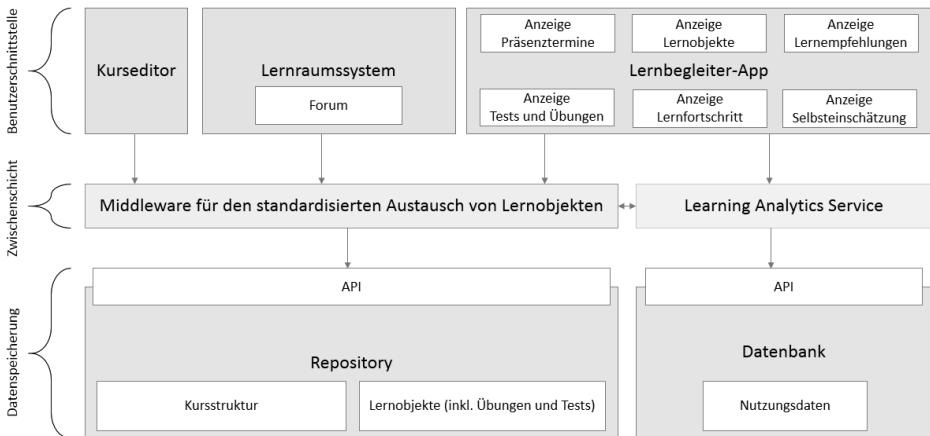 Benutzerschnittstelle
Kurseditor
Lernraumssystem
Forum
Anzeige
Präsenztermine
Anzeige
Lernobjekte
Anzeige
Lernempfehlungen
Lernbegleiter-App
Anzeige
Tests und Übungen
Anzeige
Lernfortschritt
Anzeige
Selbsteinschätzung
Zwischenschicht
Middleware für den standardisierten Austausch von Lernobjekten
Learning Analytics Service
Datenspeicherung
API
Repository
Kursstruktur
Lernobjekte (inkl. Übungen und Tests)
API
Datenbank
Nutzungsdaten